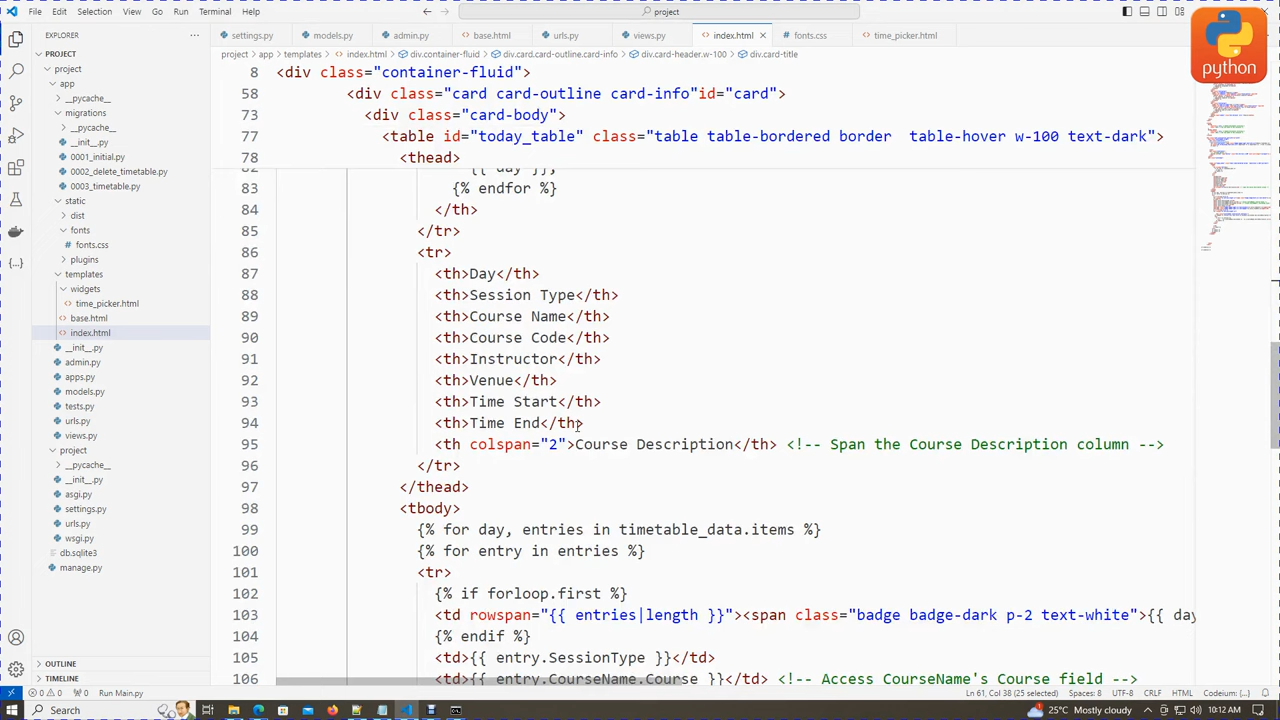 File Edit Selection View Go Run Terminal Help
project
EXPLORER
settings.py models.py admin.py base.html urls.py views.py index.html fonts.css time_picker.html
python
PROJECT
project > app > templates > index.html > div.container-fluid > div.card.card-outline.card-info > div.card-header.w-100 > div.card-title
project
app
__pycache__
migrations
__pycache__
__init__.py
0001_initial.py
0002_delete_timetable.py
0003_timetable.py
static
dist
fonts
fonts.css
plugins
templates
widgets
time_picker.html
base.html
index.html
__init__.py
admin.py
apps.py
models.py
tests.py
urls.py
views.py
project
__pycache__
__init__.py
asgi.py
settings.py
urls.py
wsgi.py
db.sqlite3
manage.py
OUTLINE
TIMELINE
8 <div class="container-fluid">
58 <div class="card card-outline card-info"id="card">
75 <div class="card-body">
77 <table id="today_table" class="table table-bordered border table-hover w-100 text-dark">
78 <thead>
83 {% endfor %}
84 </th>
85 </tr>
86 <tr>
87 <th>Day</th>
88 <th>Session Type</th>
89 <th>Course Name</th>
90 <th>Course Code</th>
91 <th>Instructor</th>
92 <th>Venue</th>
93 <th>Time Start</th>
94 <th>Time End</th>
95 <th colspan="2">Course Description</th> <!-- Span the Course Description column -->
96 </tr>
97 </thead>
98 <tbody>
99 {% for day, entries in timetable_data.items %}
100 {% for entry in entries %}
101 <tr>
102 {% if forloop.first %}
103 <td rowspan="{{ entries|length }}"><span class="badge badge-dark p-2 text-white">{{ day
104 {% endif %}
105 <td>{{ entry.SessionType }}</td>
106 <td>{{ entry.CourseName.Course }}</td> <!-- Access CourseName's Course field -->
0 0 0 Run Main.py Ln 61, Col 38 (25 selected) Spaces: 8 UTF-8 CRLF HTML Codeium: {...}
Search 25°C Mostly cloudy 10:12 AM